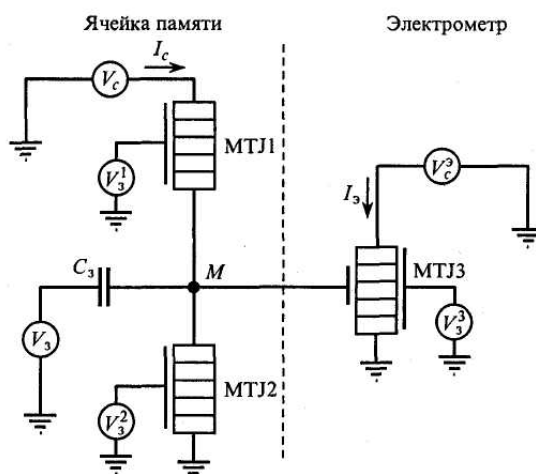 Ячейка памяти
Электрометр
I_c
V_c
MTJ1
V_з^1
V_c^э
I_э
C_з
M
MTJ3
V_з
V_з^3
MTJ2
V_з^2